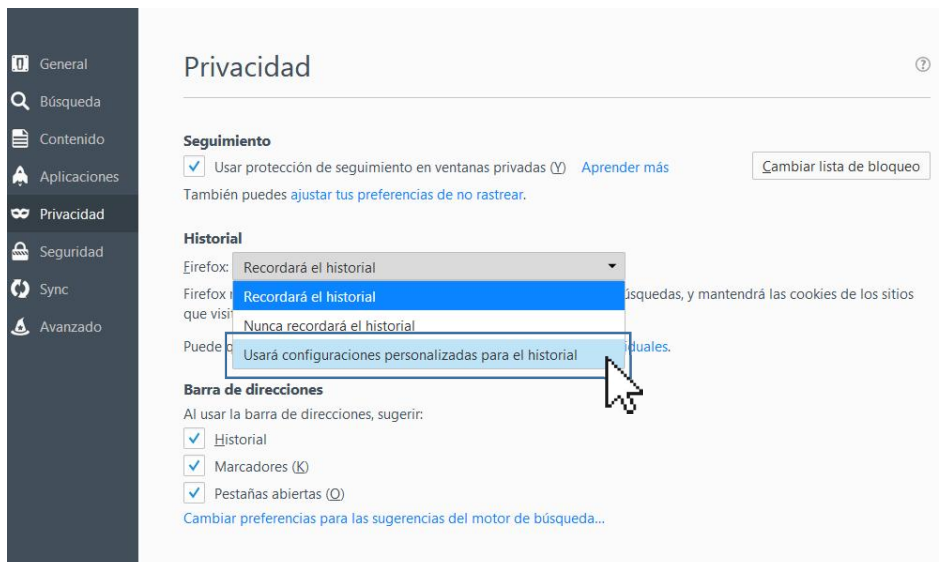 General
Búsqueda
Contenido
Aplicaciones
Privacidad
Seguridad
Sync
Avanzado
Privacidad
?
Seguimiento
Usar protección de seguimiento en ventanas privadas (Y) Aprender más
Cambiar lista de bloqueo
También puedes ajustar tus preferencias de no rastrear.
Historial
Firefox: Recordará el historial
Firefox
Recordará el historial
úsquedas, y mantendrá las cookies de los sitios
que
Nunca recordará el historial
Puede
Usará configuraciones personalizadas para el historial
iduales.
Barra de direcciones
Al usar la barra de direcciones, sugerir:
Historial
Marcadores (K)
Pestañas abiertas (O)
Cambiar preferencias para las sugerencias del motor de búsqueda...